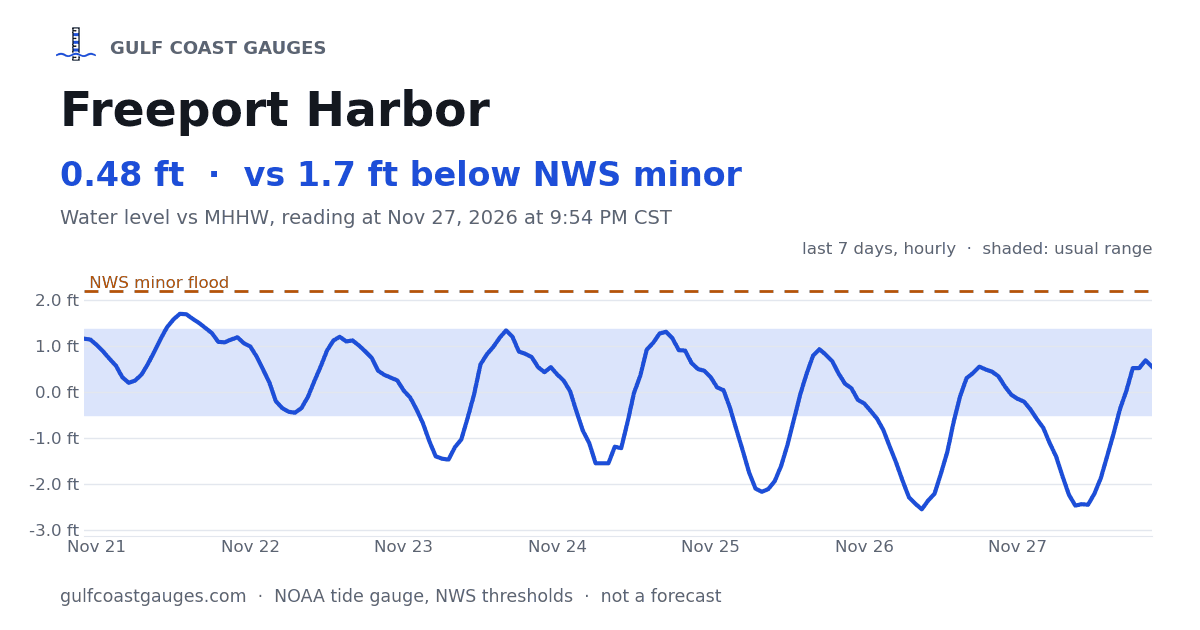 GULF COAST GAUGES
Freeport Harbor
0.48 ft · vs 1.7 ft below NWS minor
Water level vs MHHW, reading at Nov 27, 2026 at 9:54 PM CST
last 7 days, hourly · shaded: usual range
NWS minor flood
2.0 ft
1.0 ft
0.0 ft
-1.0 ft
-2.0 ft
-3.0 ft
Nov 21 Nov 22 Nov 23 Nov 24 Nov 25 Nov 26 Nov 27
gulfcoastgauges.com · NOAA tide gauge, NWS thresholds · not a forecast